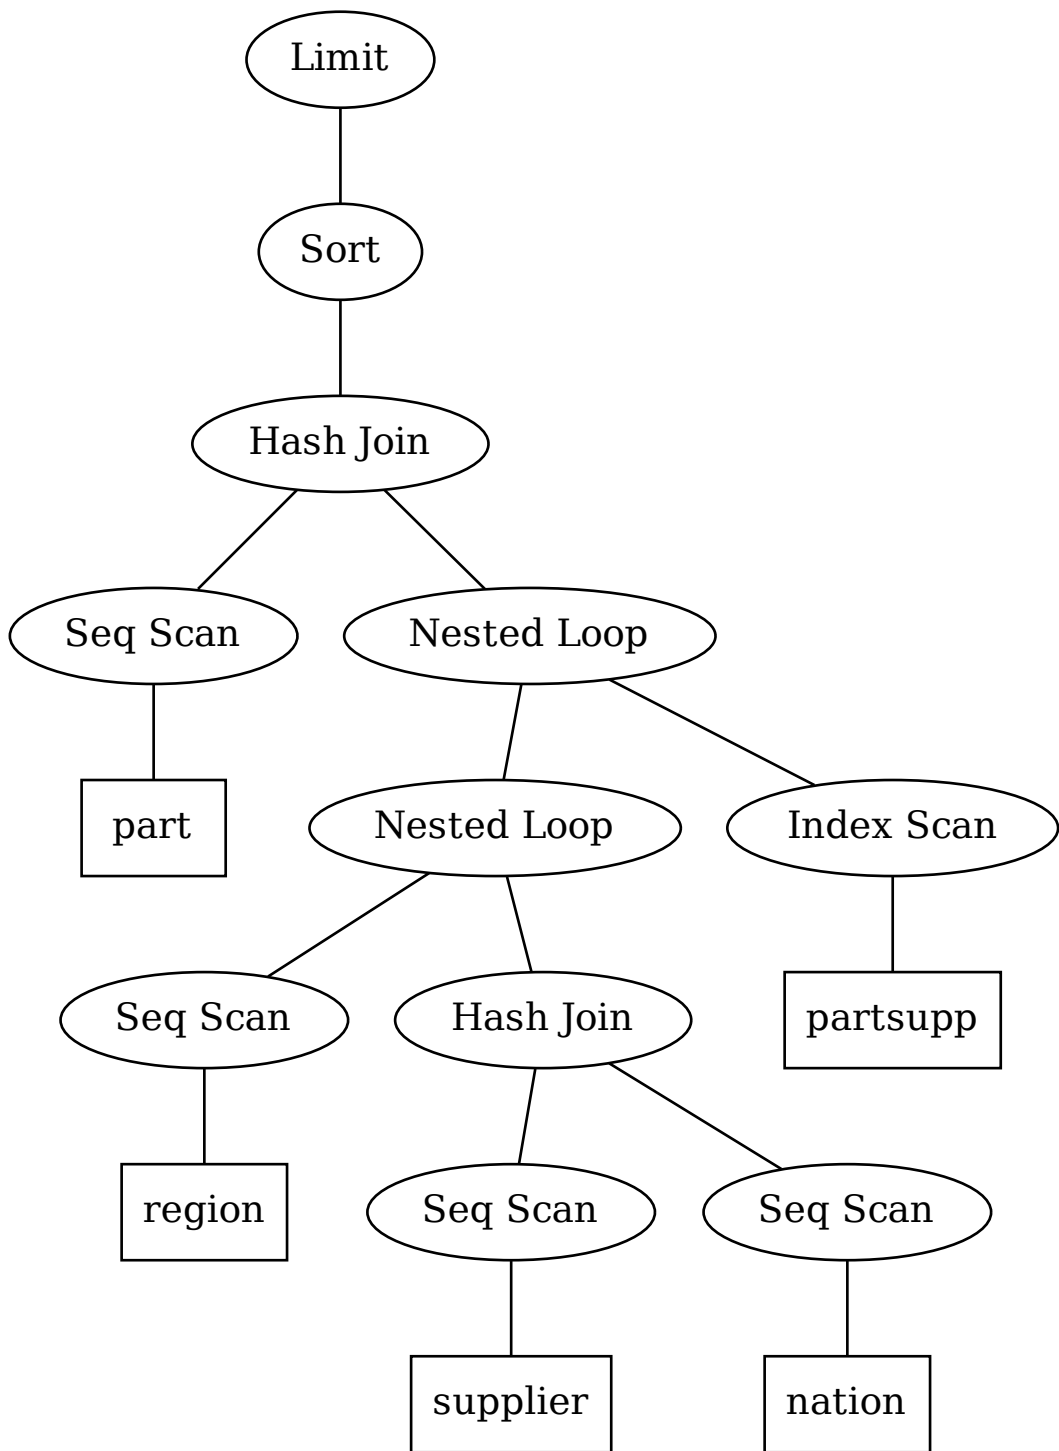 Limit
Sort
Hash Join
Seq Scan
Nested Loop
part
Nested Loop
Index Scan
Seq Scan
Hash Join
partsupp
region
Seq Scan
Seq Scan
supplier
nation